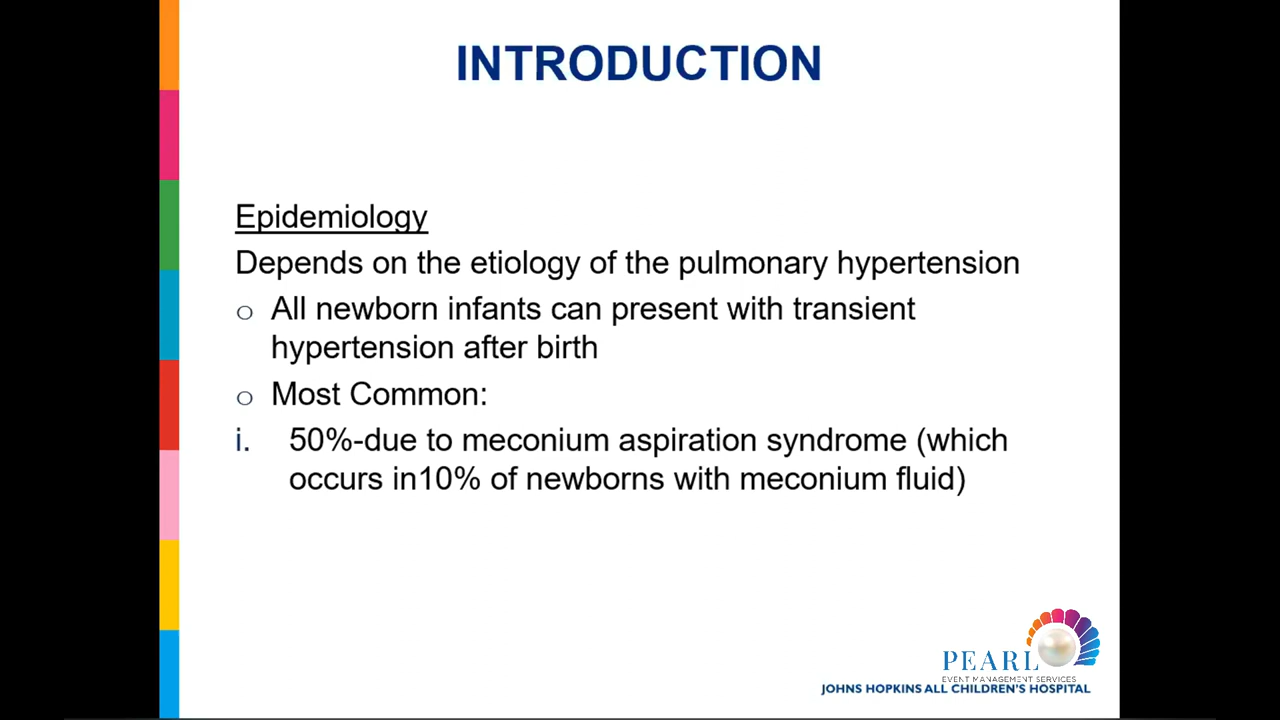 INTRODUCTION
Epidemiology
Depends on the etiology of the pulmonary hypertension
o All newborn infants can present with transient
hypertension after birth
o Most Common:
i. 50%-due to meconium aspiration syndrome (which
occurs in10% of newborns with meconium fluid)
PEARL
EVENT MANAGEMENT SERVICES
JOHNS HOPKINS ALL CHILDREN'S HOSPITAL